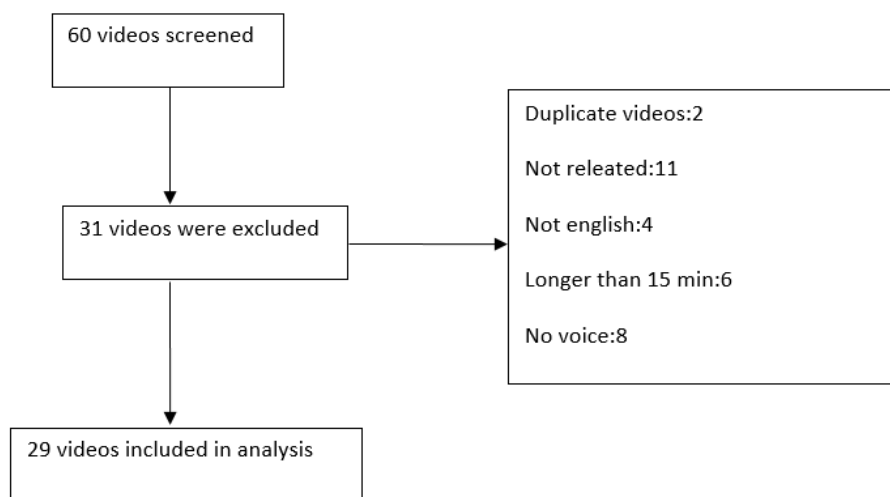 60 videos screened
31 videos were excluded
Duplicate videos:2
Not releated:11
Not english:4
Longer than 15 min:6
No voice:8
29 videos included in analysis